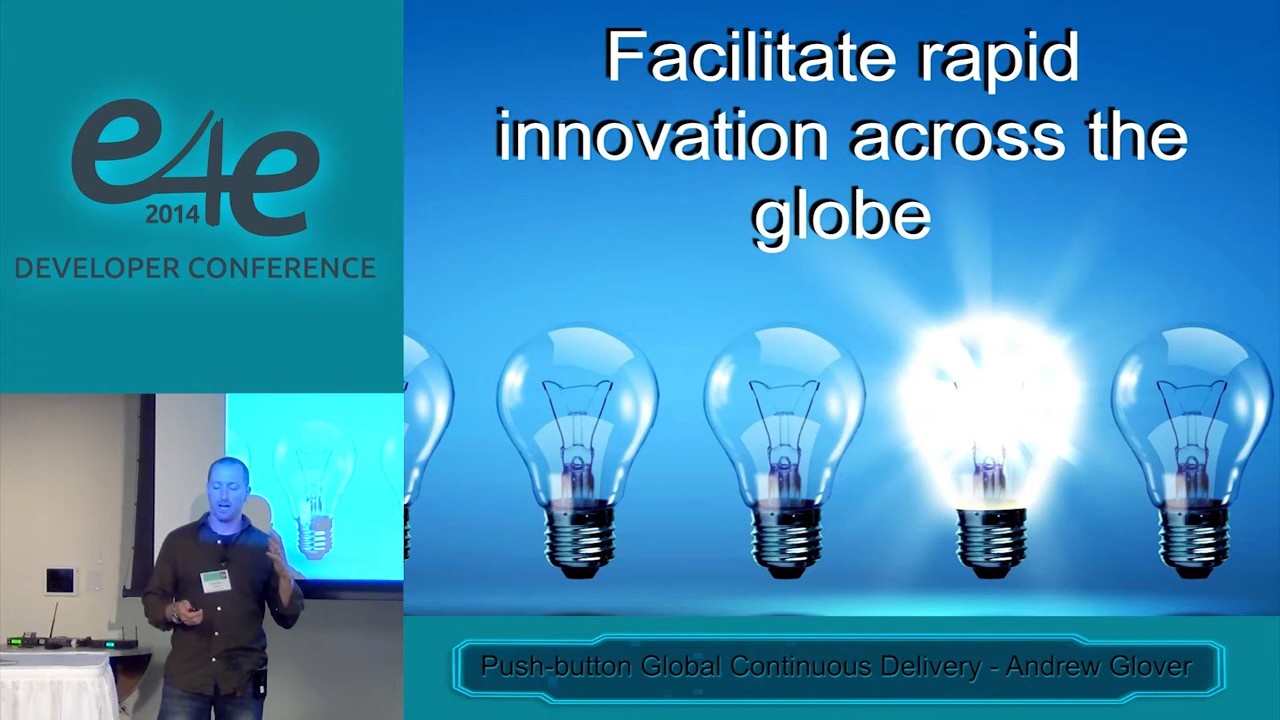 e4e
2014
DEVELOPER CONFERENCE
Facilitate rapid
innovation across the
globe
Push-button Global Continuous Delivery - Andrew Glover